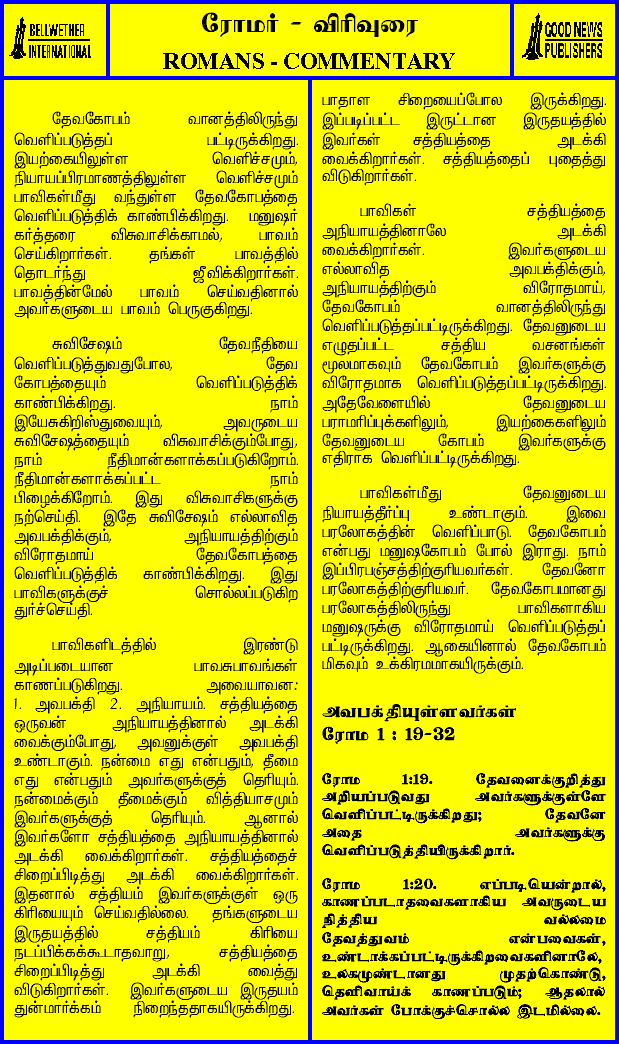 BELLWETHER
INTERNATIONAL
ரோமர் - விரிவுரை
ROMANS - COMMENTARY
GOOD NEWS
PUBLISHERS
தேவகோபம் வானத்திலிருந்து
வெளிப்படுத்தப் பட்டிருக்கிறது.
இயற்கையிலுள்ள வெளிச்சமும்,
நியாயப்பிரமாணத்திலுள்ள வெளிச்சமும்
பாவிகள்மீது வந்துள்ள தேவகோபத்தை
வெளிப்படுத்திக் காண்பிக்கிறது. மனுஷர்
கர்த்தரை விசுவாசிக்காமல், பாவம்
செய்கிறார்கள். தங்கள் பாவத்தில்
தொடர்ந்து ஜீவிக்கிறார்கள்.
பாவத்தின்மேல் பாவம் செய்வதினால்
அவர்களுடைய பாவம் பெருகுகிறது.
சுவிசேஷம் தேவநீதியை
வெளிப்படுத்துவதுபோல, தேவ
கோபத்தையும் வெளிப்படுத்திக்
காண்பிக்கிறது. நாம்
இயேசுகிறிஸ்துவையும், அவருடைய
சுவிசேஷத்தையும் விசுவாசிக்கும்போது,
நாம் நீதிமான்களாக்கப்படுகிறோம்.
நீதிமான்களாக்கப்பட்ட நாம்
பிழைக்கிறோம். இது விசுவாசிகளுக்கு
நற்செய்தி. இதே சுவிசேஷம் எல்லாவித
அவபக்திக்கும், அநியாயத்திற்கும்
விரோதமாய் தேவகோபத்தை
வெளிப்படுத்திக் காண்பிக்கிறது. இது
பாவிகளுக்குச் சொல்லப்படுகிற
துர்ச்செய்தி.
பாவிகளிடத்தில் இரண்டு
அடிப்படையான பாவசுபாவங்கள்
காணப்படுகிறது. அவையாவன:
1. அவபக்தி 2. அநியாயம். சத்தியத்தை
ஒருவன் அநியாயத்தினால் அடக்கி
வைக்கும்போது, அவனுக்குள் அவபக்தி
உண்டாகும். நன்மை எது என்பதும், தீமை
எது என்பதும் அவர்களுக்குத் தெரியும்.
நன்மைக்கும் தீமைக்கும் வித்தியாசமும்
இவர்களுக்குத் தெரியும். ஆனால்
இவர்களோ சத்தியத்தை அநியாயத்தினால்
அடக்கி வைக்கிறார்கள். சத்தியத்தைச்
சிறைப்பிடித்து அடக்கி வைக்கிறார்கள்.
இதனால் சத்தியம் இவர்களுக்குள் ஒரு
கிரியையும் செய்வதில்லை. தங்களுடைய
இருதயத்தில் சத்தியம் கிரியை
நடப்பிக்கக்கூடாதவாறு, சத்தியத்தை
சிறைப்பிடித்து அடக்கி வைத்து
விடுகிறார்கள். இவர்களுடைய இருதயம்
துன்மார்க்கம் நிறைந்ததாகயிருக்கிறது.
பாதாள சிறையைப்போல இருக்கிறது.
இப்படிப்பட்ட இருட்டான இருதயத்தில்
இவர்கள் சத்தியத்தை அடக்கி
வைக்கிறார்கள். சத்தியத்தைப் புதைத்து
விடுகிறார்கள்.
பாவிகள் சத்தியத்தை
அநியாயத்தினாலே அடக்கி
வைக்கிறார்கள். இவர்களுடைய
எல்லாவித அவபக்திக்கும்,
அநியாயத்திற்கும் விரோதமாய்,
தேவகோபம் வானத்திலிருந்து
வெளிப்படுத்தப்பட்டிருக்கிறது. தேவனுடைய
எழுதப்பட்ட சத்திய வசனங்கள்
மூலமாகவும் தேவகோபம் இவர்களுக்கு
விரோதமாக வெளிப்படுத்தப்பட்டிருக்கிறது.
அதேவேளையில் தேவனுடைய
பராமரிப்புக்களிலும், இயற்கைகளிலும்
தேவனுடைய கோபம் இவர்களுக்கு
எதிராக வெளிப்பட்டிருக்கிறது.
பாவிகள்மீது தேவனுடைய
நியாயத்தீர்ப்பு உண்டாகும். இவை
பரலோகத்தின் வெளிப்பாடு. தேவகோபம்
என்பது மனுஷகோபம் போல் இராது. நாம்
இப்பிரபஞ்சத்திற்குரியவர்கள். தேவனோ
பரலோகத்திற்குரியவர். தேவகோபமானது
பரலோகத்திலிருந்து பாவிகளாகிய
மனுஷருக்கு விரோதமாய் வெளிப்படுத்தப்
பட்டிருக்கிறது. ஆகையினால் தேவகோபம்
மிகவும் உக்கிரமமாகயிருக்கும்.
அவபக்தியுள்ளவர்கள்
ரோம 1 : 19-32
ரோம 1:19. தேவனைக்குறித்து
அறியப்படுவது அவர்களுக்குள்ளே
வெளிப்பட்டிருக்கிறது; தேவனே
அதை அவர்களுக்கு
வெளிப்படுத்தியிருக்கிறார்.
ரோம 1:20. எப்படியென்றால்,
காணப்படாதவைகளாகிய அவருடைய
நித்திய வல்லமை
தேவத்துவம் என்பவைகள்,
உண்டாக்கப்பட்டிருக்கிறவைகளினாலே,
உலகமுண்டானது முதற்கொண்டு,
தெளிவாய்க் காணப்படும்; ஆதலால்
அவர்கள் போக்குச்சொல்ல இடமில்லை.